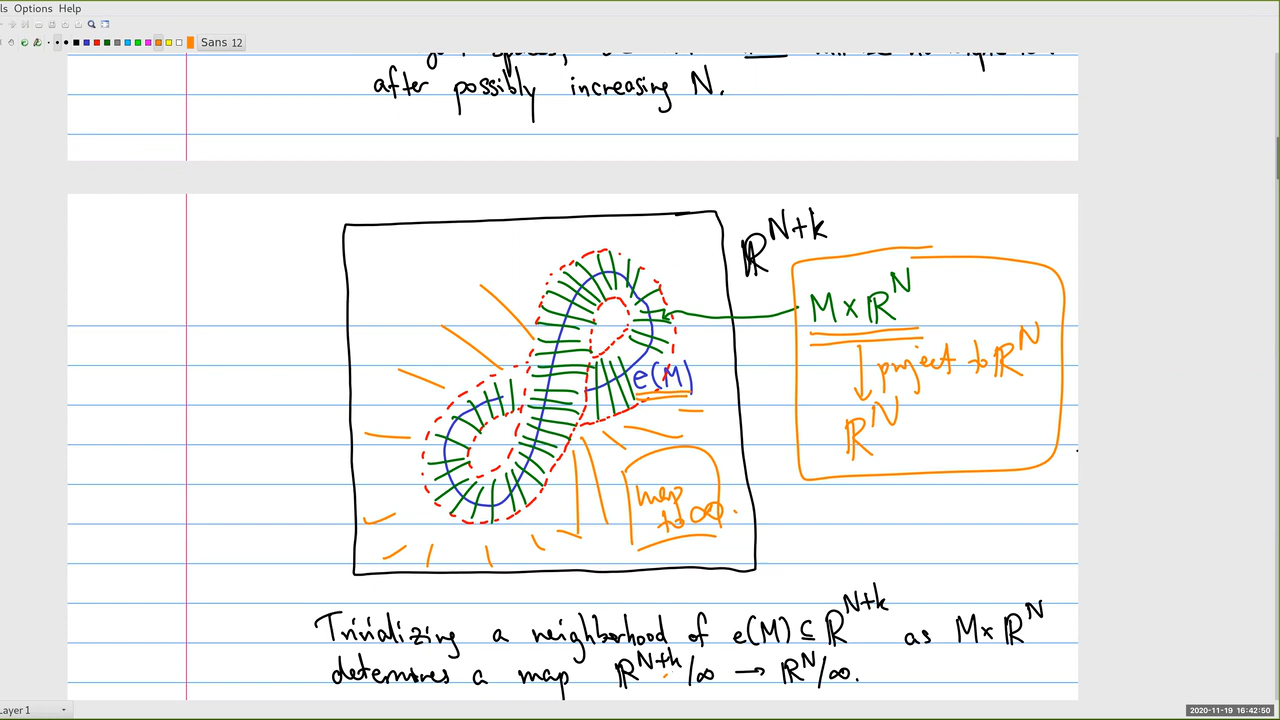 ls Options Help
Sans 12
after possibly increasing N.
ℝ^{N+k}
M × ℝ^N
project to ℝ^N
ℝ^N
e(M)
map
to ∞.
Trivializing a neighborhood of e(M) ⊆ ℝ^{N+k} as M × ℝ^N
determines a map ℝ^{N+k}/∞ → ℝ^N/∞.
Layer 1
2020-11-19 16:42:50